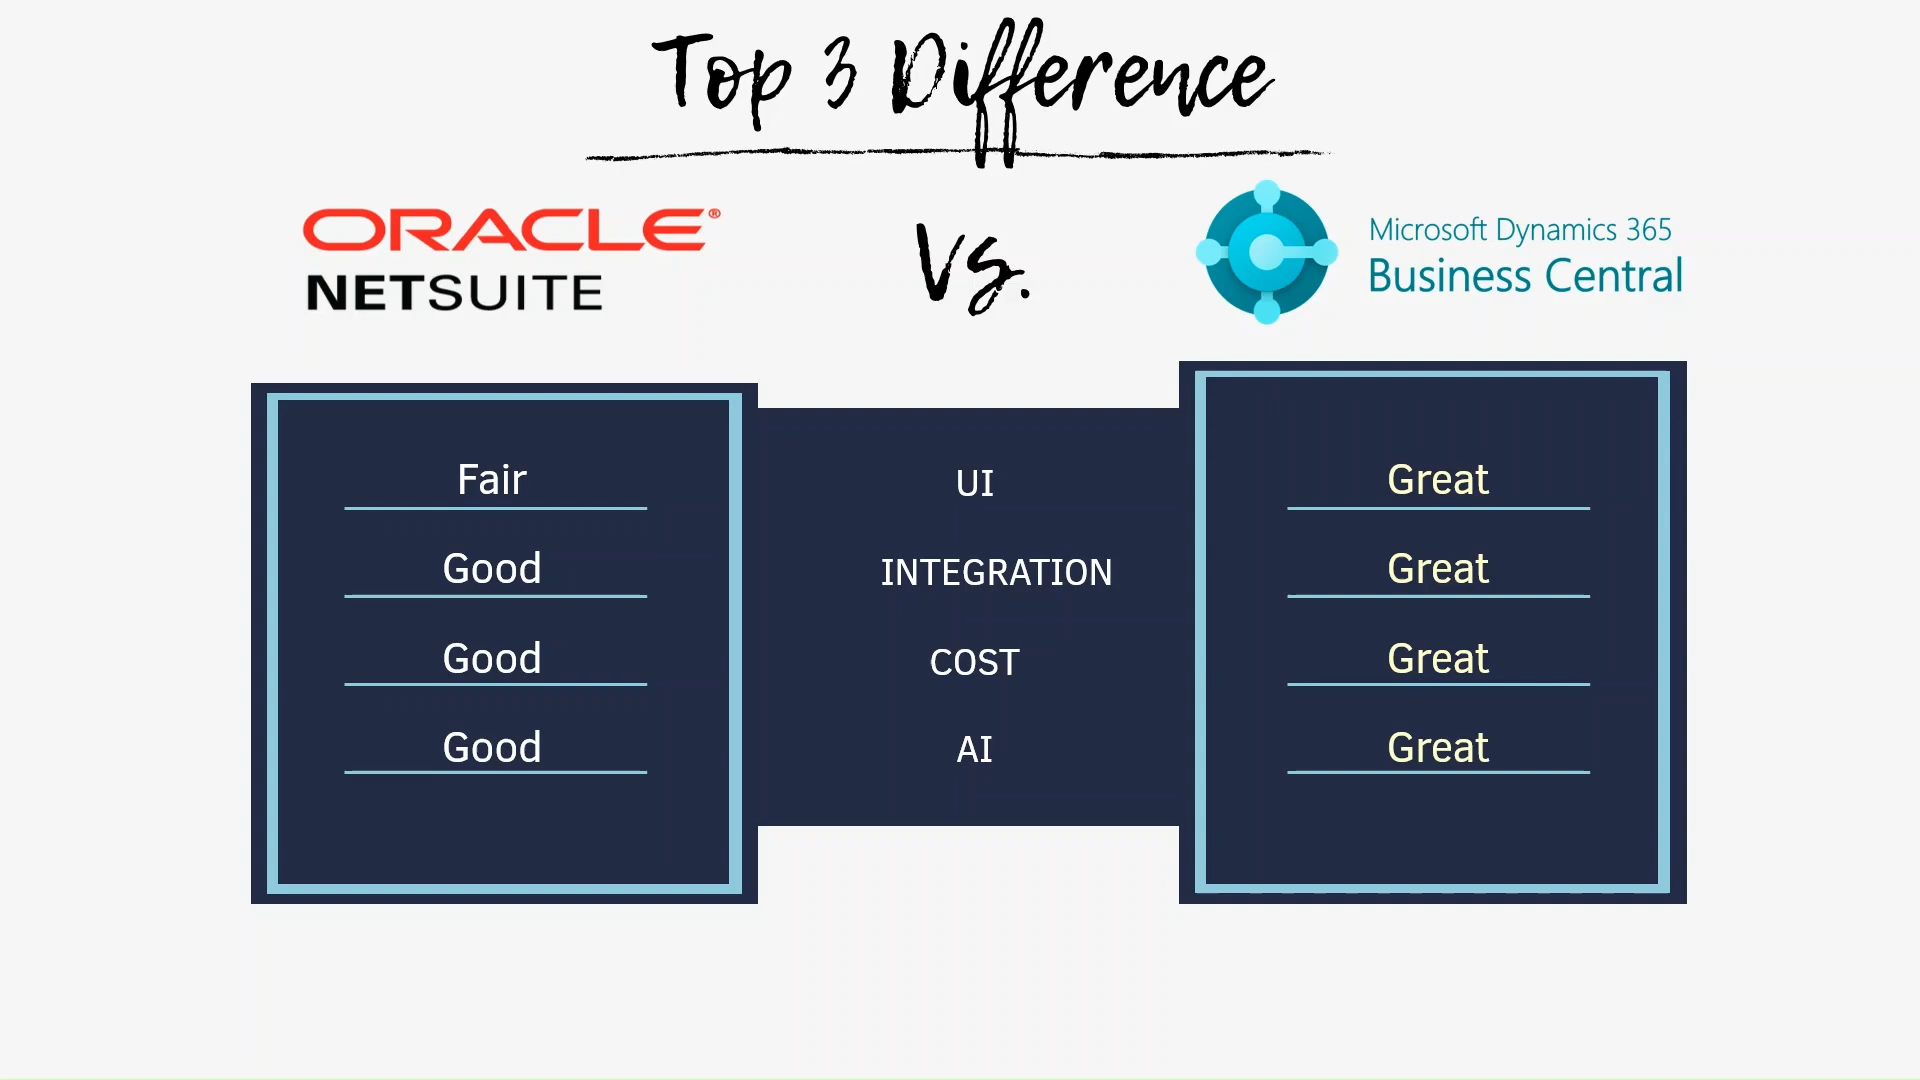 Top 3 Difference
ORACLE®
NETSUITE
Vs.
Microsoft Dynamics 365
Business Central
Fair UI Great
Good INTEGRATION Great
Good COST Great
Good AI Great